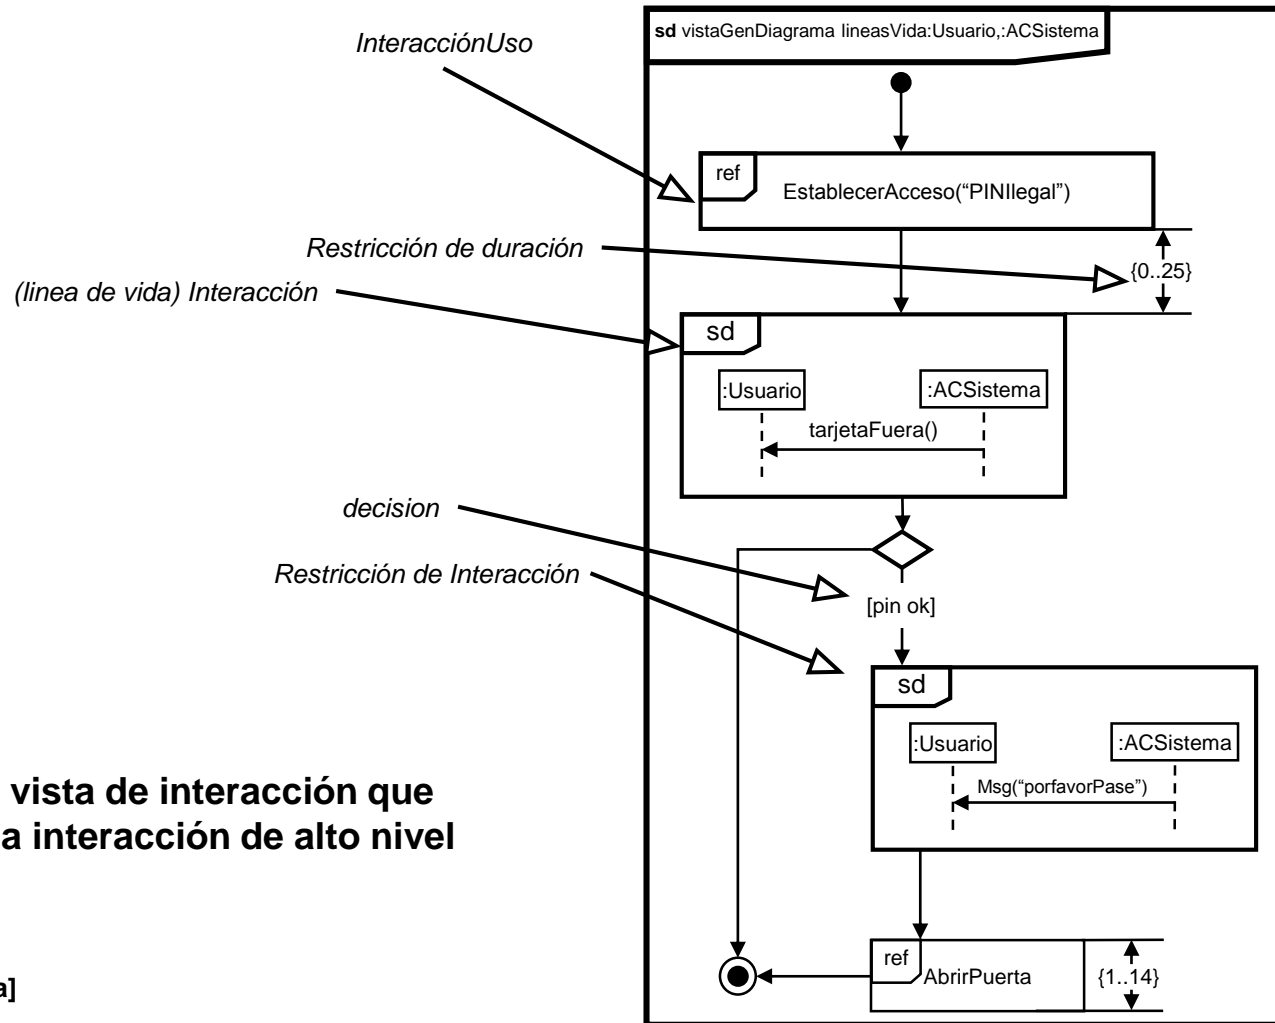 sd vistaGenDiagrama lineasVida:Usuario,:ACSistema
InteracciónUso
ref
EstablecerAcceso(“PINIlegal”)
Restricción de duración
{0..25}
(linea de vida) Interacción
sd
:Usuario
:ACSistema
tarjetaFuera()
decision
Restricción de Interacción
[pin ok]
sd
:Usuario
:ACSistema
Msg(“porfavorPase”)
vista de interacción que
a interacción de alto nivel
ref
AbrirPuerta
{1..14}
a]